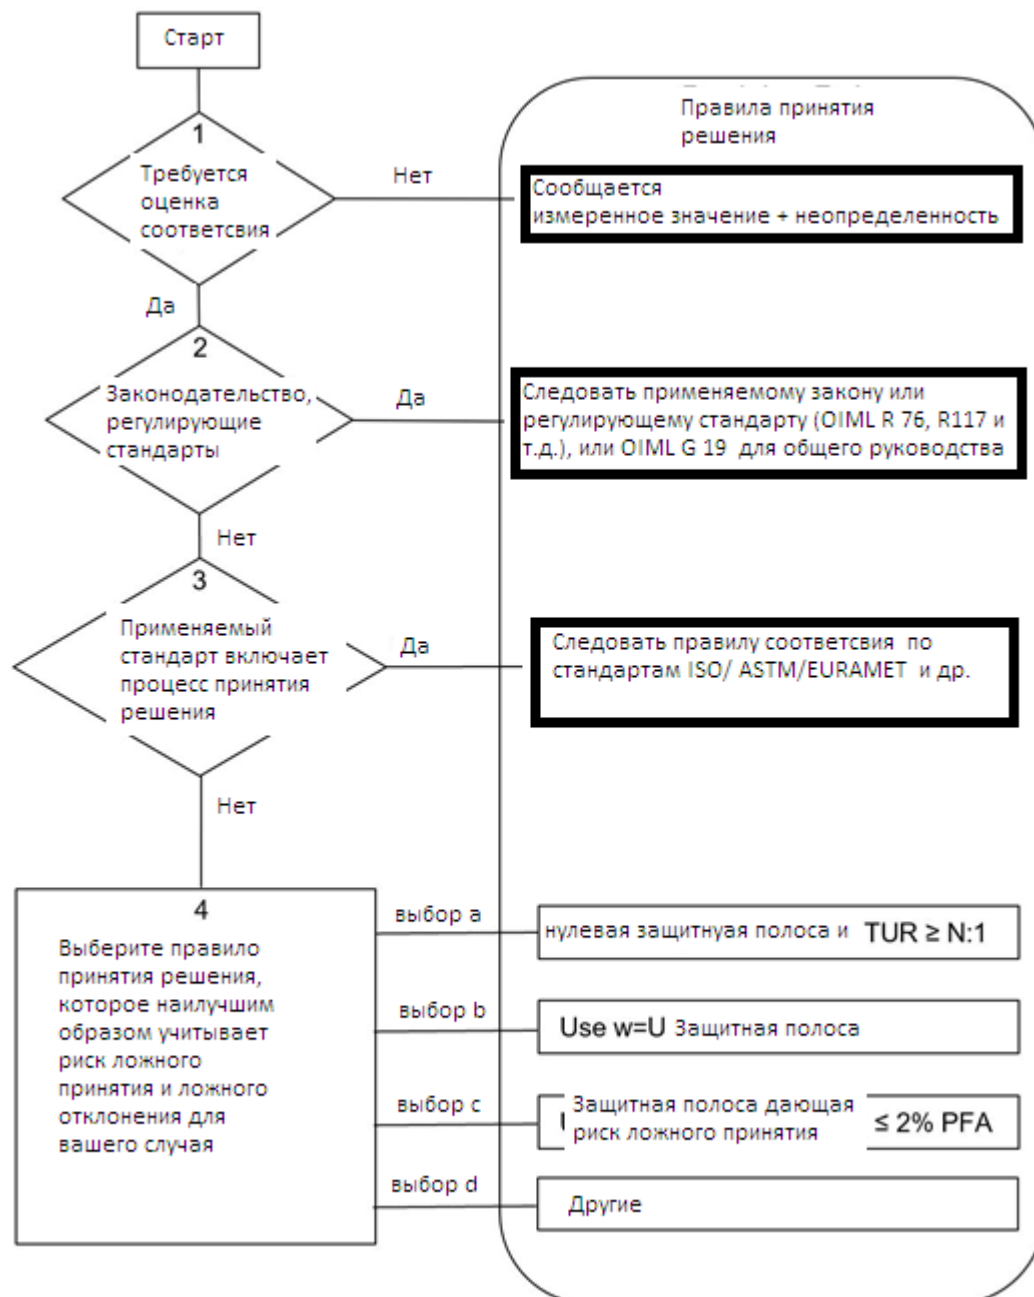 Старт
Правила принятия
решения
1
Требуется
оценка
соответсвия
Нет
Сообщается
измеренное значение + неопределенность
Да
2
Законодательство,
регулирующие
стандарты
Да
Следовать применяемому закону или
регулирующему стандарту (OIML R 76, R117 и
т.д.), или OIML G 19 для общего руководства
Нет
3
Применяемый
стандарт включает
процесс принятия
решения
Да
Следовать правилу соответсвия по
стандартам ISO/ ASTM/EURAMET и др.
Нет
4
Выберите правило
принятия решения,
которое наилучшим
образом учитывает
риск ложного
принятия и ложного
отклонения для
вашего случая
выбор a
нулевая защитнуая полоса и TUR ≥ N:1
выбор b
Use w=U Защитная полоса
выбор c
Защитная полоса дающая
риск ложного принятия ≤ 2% PFA
выбор d
Другие